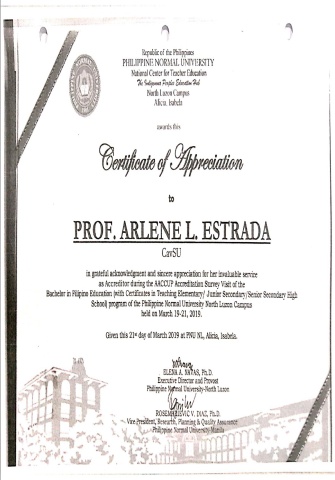 Republic of the Philippines
PHILIPPINE NORMAL UNIVERSITY
National Center for Teacher Education
The Indigenous Peoples Education Hub
North Luzon Campus
Alicia, Isabela
awards this
Certificate of Appreciation
to
PROF. ARLENE L. ESTRADA
CavSU
in grateful acknowledgment and sincere appreciation for her invaluable service
as Accreditor during the AACCUP Accreditation Survey Visit of the
Bachelor in Filipino Education (with Certificates in Teaching Elementary/ Junior Secondary/Senior Secondary High
School) program of the Philippine Normal University North Luzon Campus
held on March 19-21, 2019.
Given this 21st day of March 2019 at PNU NL, Alicia, Isabela.
ELEDA A. Ph.D.
Executive Director and Provost
Philippine Normal University-North Luzon
V. DIAZ, Ph.D.
Vice President, Research, Planning & Quality Assurance
Philippine Normal University-Manila